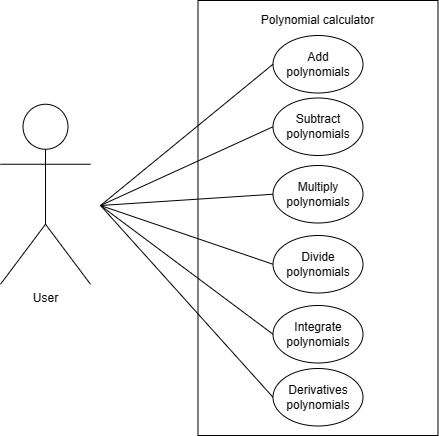 Polynomial calculator
Add
polynomials
Subtract
polynomials
Multiply
polynomials
Divide
polynomials
Integrate
polynomials
Derivatives
polynomials
User